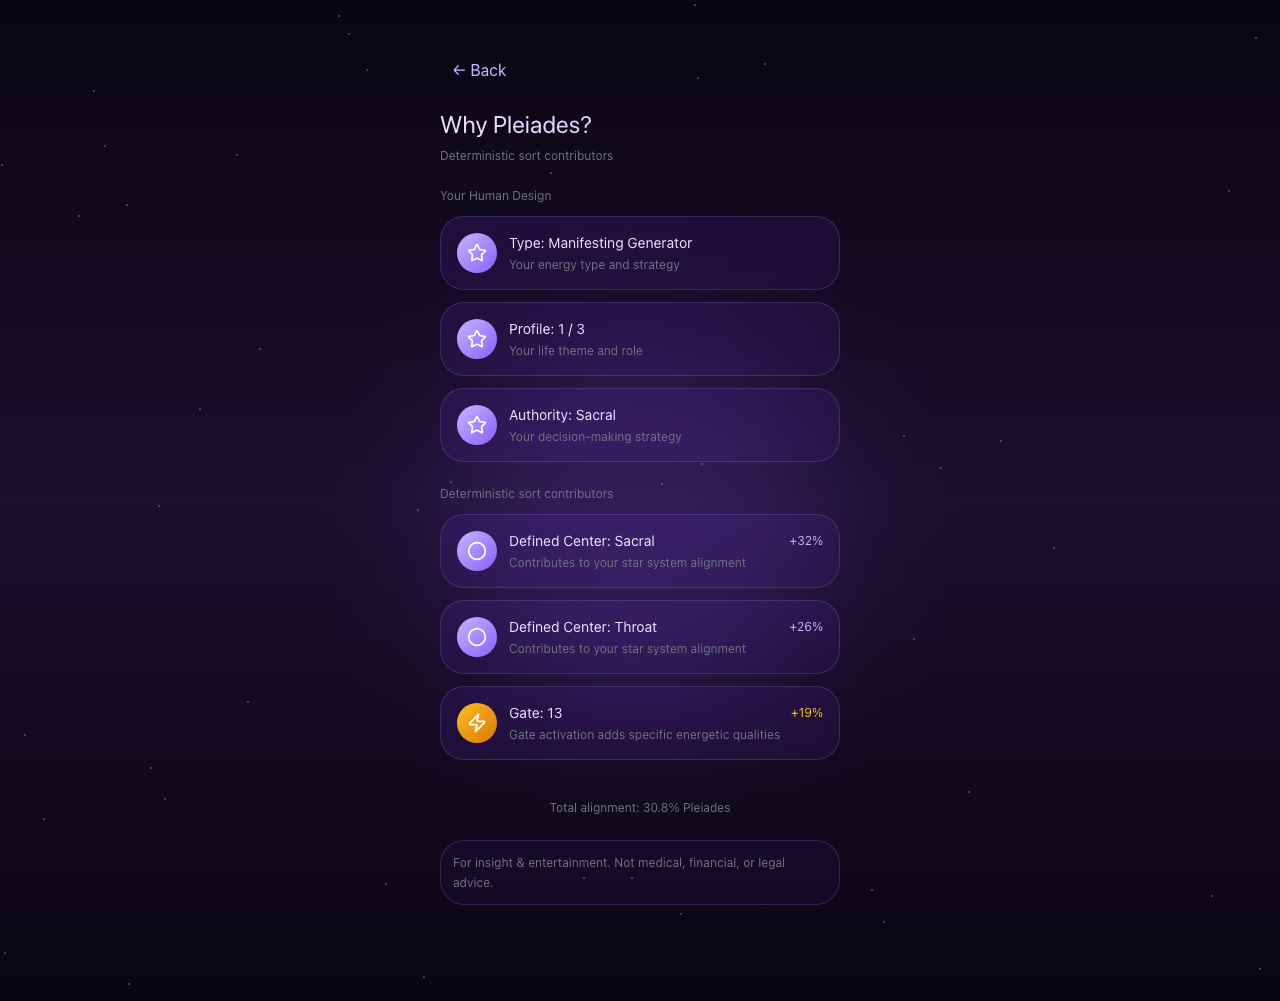 ← Back
Why Pleiades?
Deterministic sort contributors
Your Human Design
Type: Manifesting Generator
Your energy type and strategy
Profile: 1 / 3
Your life theme and role
Authority: Sacral
Your decision-making strategy
Deterministic sort contributors
Defined Center: Sacral +32%
Contributes to your star system alignment
Defined Center: Throat +26%
Contributes to your star system alignment
Gate: 13 +19%
Gate activation adds specific energetic qualities
Total alignment: 30.8% Pleiades
For insight & entertainment. Not medical, financial, or legal
advice.